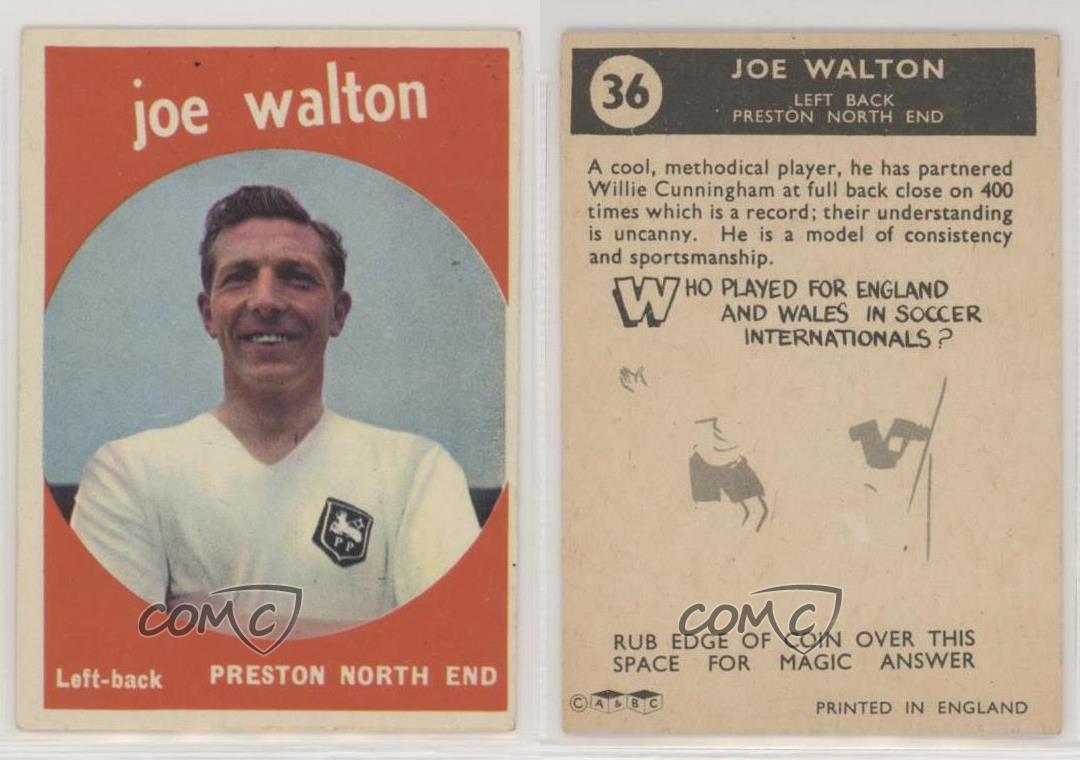 joe walton
PP
Left-back PRESTON NORTH END
COMC
36
JOE WALTON
LEFT BACK
PRESTON NORTH END
A cool, methodical player, he has partnered
Willie Cunningham at full back close on 400
times which is a record; their understanding
is uncanny. He is a model of consistency
and sportsmanship.
WHO PLAYED FOR ENGLAND
AND WALES IN SOCCER
INTERNATIONALS?
COMC
RUB EDGE OF COIN OVER THIS
SPACE FOR MAGIC ANSWER
© A & BC
PRINTED IN ENGLAND